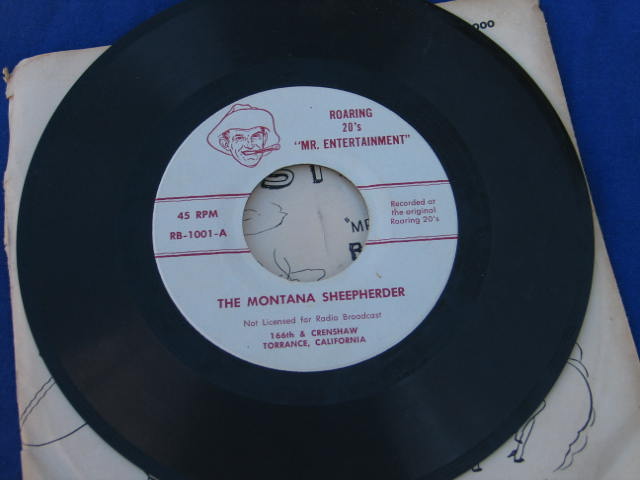 ROARING
20's
"MR. ENTERTAINMENT"
45 RPM
RB-1001-A
Recorded at
the original
Roaring 20's
THE MONTANA SHEEPHERDER
Not Licensed for Radio Broadcast
166th & CRENSHAW
TORRANCE, CALIFORNIA